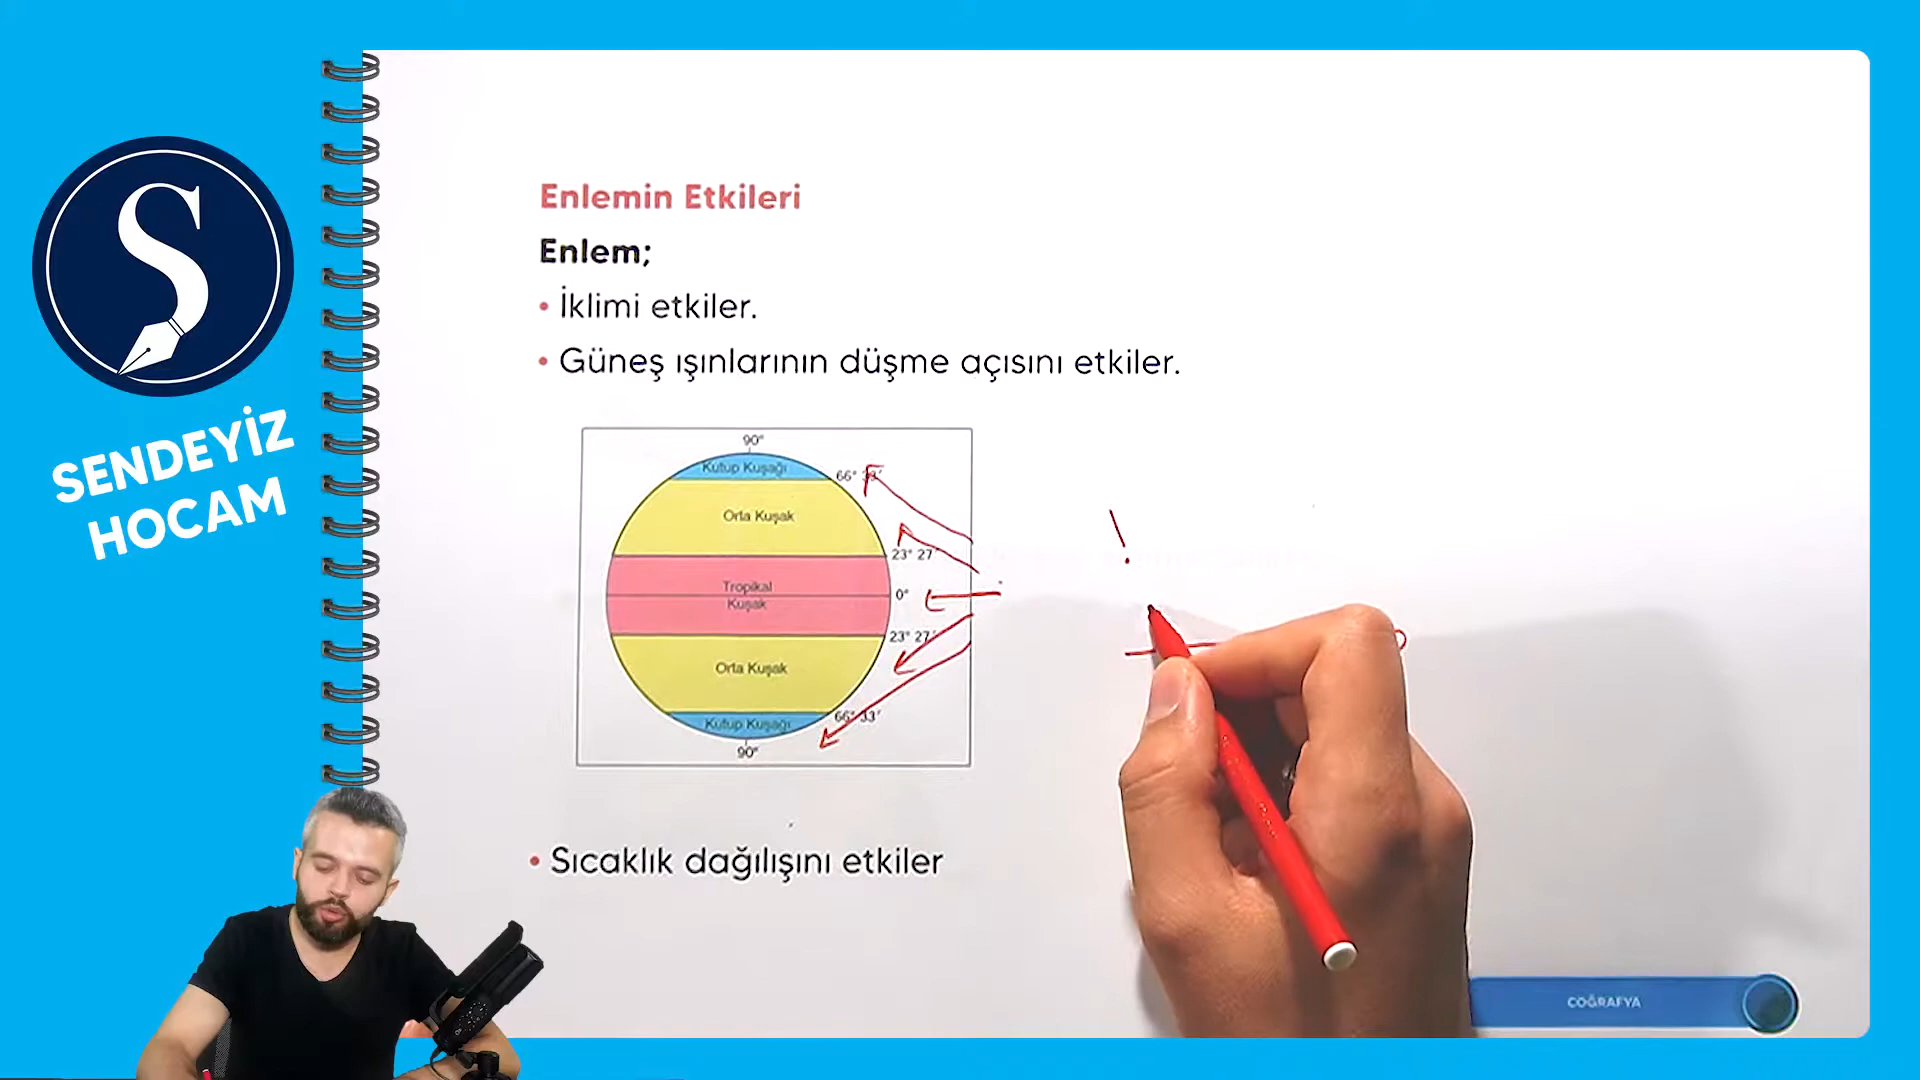 SENDEYİZ
HOCAM
Enlemin Etkileri
Enlem;
• İklimi etkiler.
• Güneş ışınlarının düşme açısını etkiler.
90°
Kutup Kuşağı
66° 33′
Orta Kuşak
23° 27′
Tropikal
0°
Kuşak
23° 27′
Orta Kuşak
66° 33′
Kutup Kuşağı
90°
!
• Sıcaklık dağılışını etkiler
COĞRAFYA